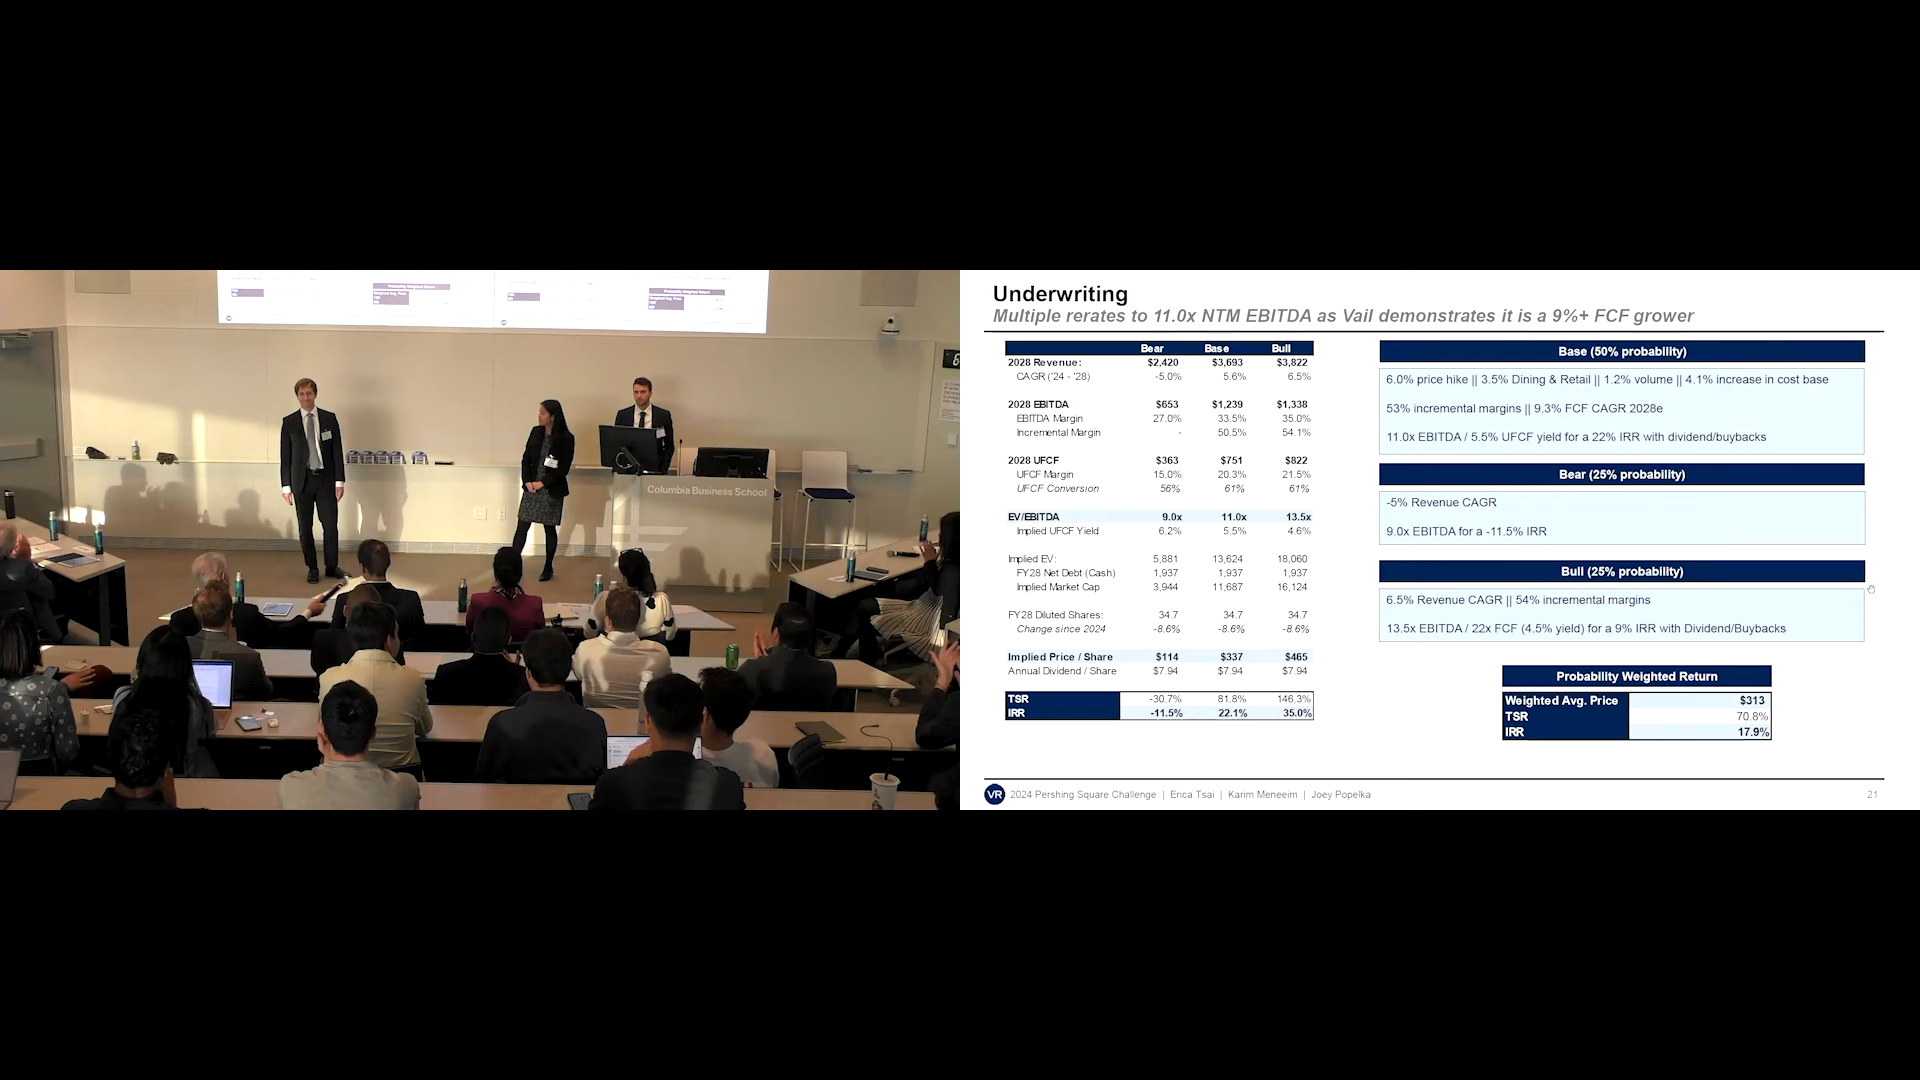 Columbia Business School
Underwriting
Multiple rerates to 11.0x NTM EBITDA as Vail demonstrates it is a 9%+ FCF grower
Bear Base Bull
2028 Revenue: $2,420 $3,693 $3,822
CAGR ('24 - '28) -5.0% 5.6% 6.5%
2028 EBITDA $653 $1,239 $1,338
EBITDA Margin 27.0% 33.5% 35.0%
Incremental Margin - 50.5% 54.1%
2028 UFCF $363 $751 $822
UFCF Margin 15.0% 20.3% 21.5%
UFCF Conversion 56% 61% 61%
EV/EBITDA 9.0x 11.0x 13.5x
Implied UFCF Yield 6.2% 5.5% 4.6%
Implied EV: 5,881 13,624 18,060
FY28 Net Debt (Cash) 1,937 1,937 1,937
Implied Market Cap 3,944 11,687 16,124
FY28 Diluted Shares: 34.7 34.7 34.7
Change since 2024 -8.6% -8.6% -8.6%
Implied Price / Share $114 $337 $465
Annual Dividend / Share $7.94 $7.94 $7.94
TSR -30.7% 81.8% 146.3%
IRR -11.5% 22.1% 35.0%
Base (50% probability)
6.0% price hike || 3.5% Dining & Retail || 1.2% volume || 4.1% increase in cost base
53% incremental margins || 9.3% FCF CAGR 2028e
11.0x EBITDA / 5.5% UFCF yield for a 22% IRR with dividend/buybacks
Bear (25% probability)
-5% Revenue CAGR
9.0x EBITDA for a -11.5% IRR
Bull (25% probability)
6.5% Revenue CAGR || 54% incremental margins
13.5x EBITDA / 22x FCF (4.5% yield) for a 9% IRR with Dividend/Buybacks
Probability Weighted Return
Weighted Avg. Price $313
TSR 70.8%
IRR 17.9%
VR 2024 Pershing Square Challenge | Erica Tsai | Karim Meneeim | Joey Popelka
21